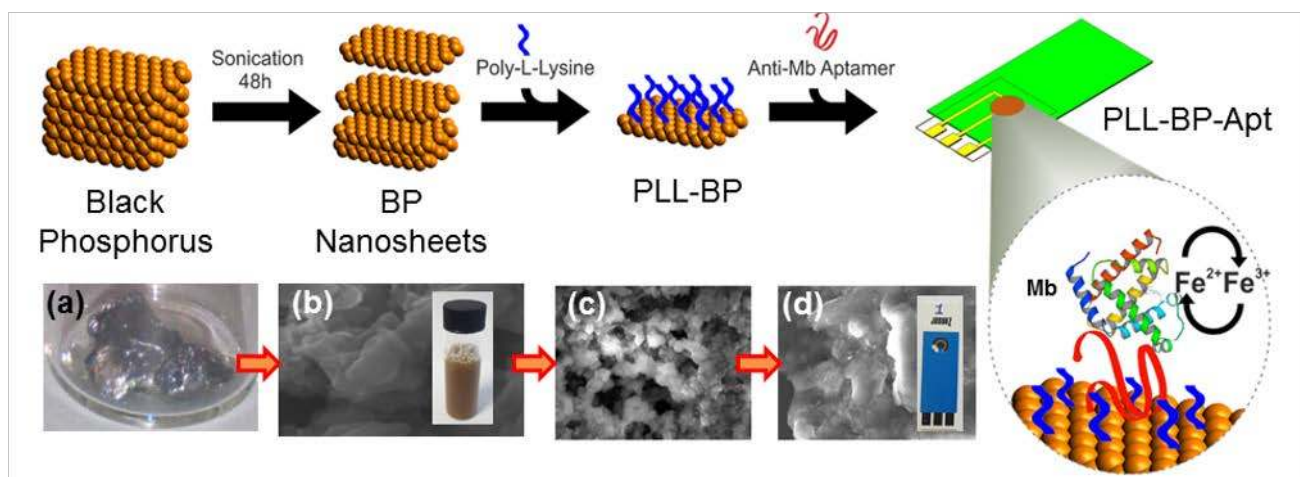 Sonication
48h
Poly-L-Lysine
Anti-Mb Aptamer
PLL-BP-Apt
Black
Phosphorus
BP
Nanosheets
PLL-BP
(a)
(b)
(c)
(d)
1
Mb
Fe2+Fe3+